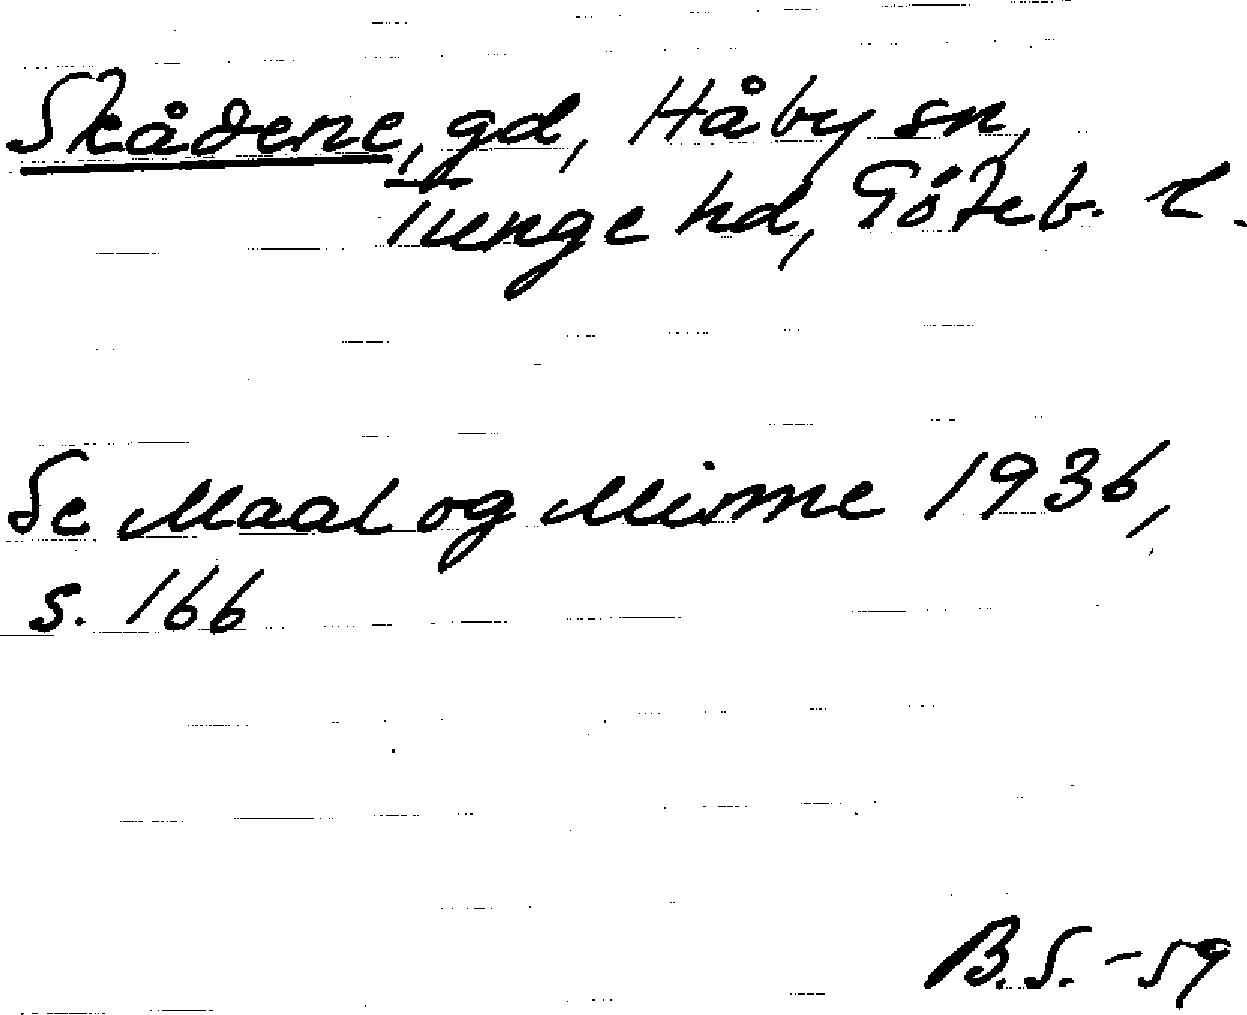 Skådene, gd, Håby sn,
Tunge hd, Göteb. l.
Se Maal og Minne 1936,
s. 166
B.S. -59